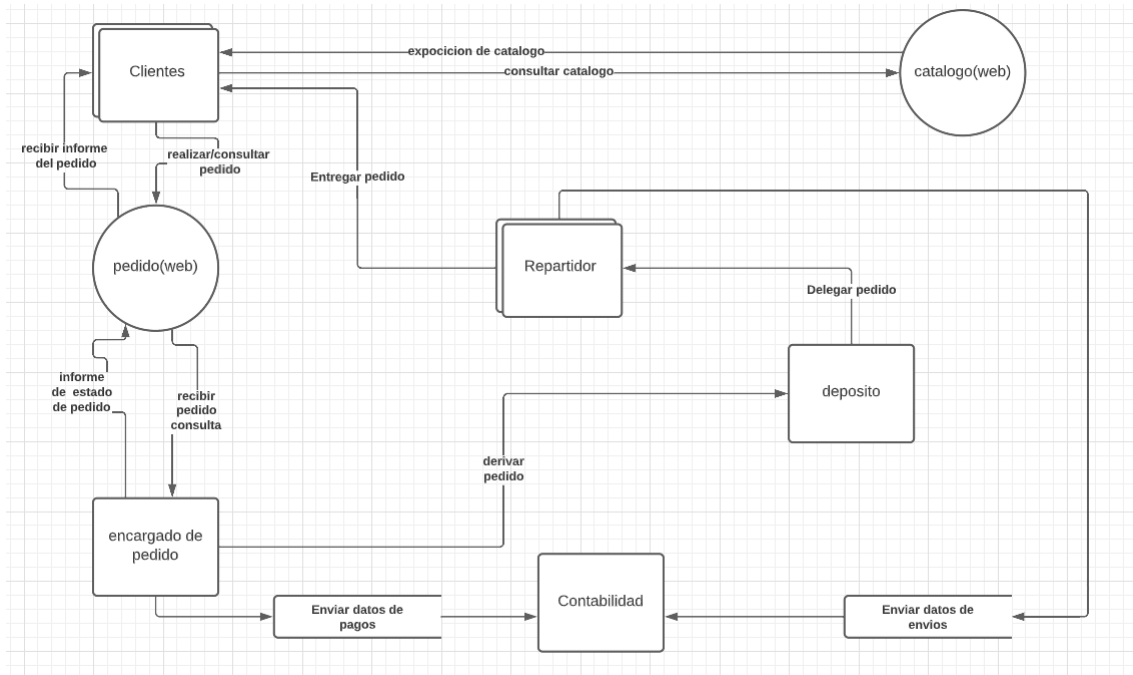 expocicion de catalogo
Clientes
consultar catalogo
catalogo(web)
recibir informe
del pedido
realizar/consultar
pedido
Entregar pedido
pedido(web)
Repartidor
Delegar pedido
informe
de estado
de pedido
recibir
pedido
consulta
deposito
derivar
pedido
encargado de
pedido
Contabilidad
Enviar datos de
pagos
Enviar datos de
envios